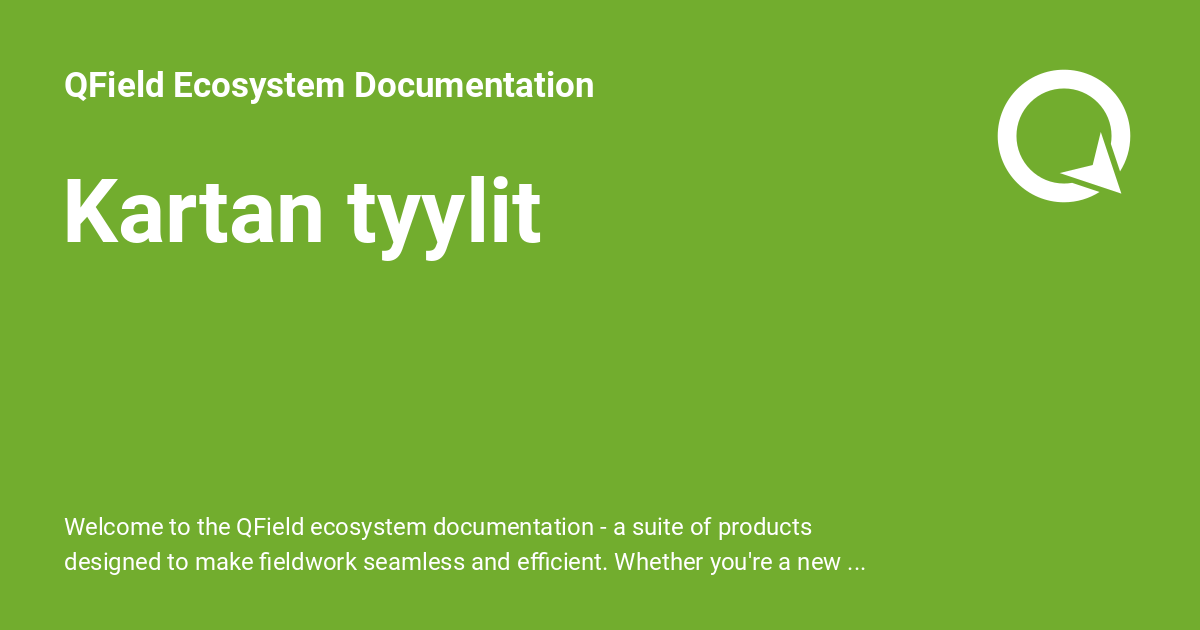 QField Ecosystem Documentation
Kartan tyylit
Welcome to the QField ecosystem documentation - a suite of products
designed to make fieldwork seamless and efficient. Whether you're a new ...